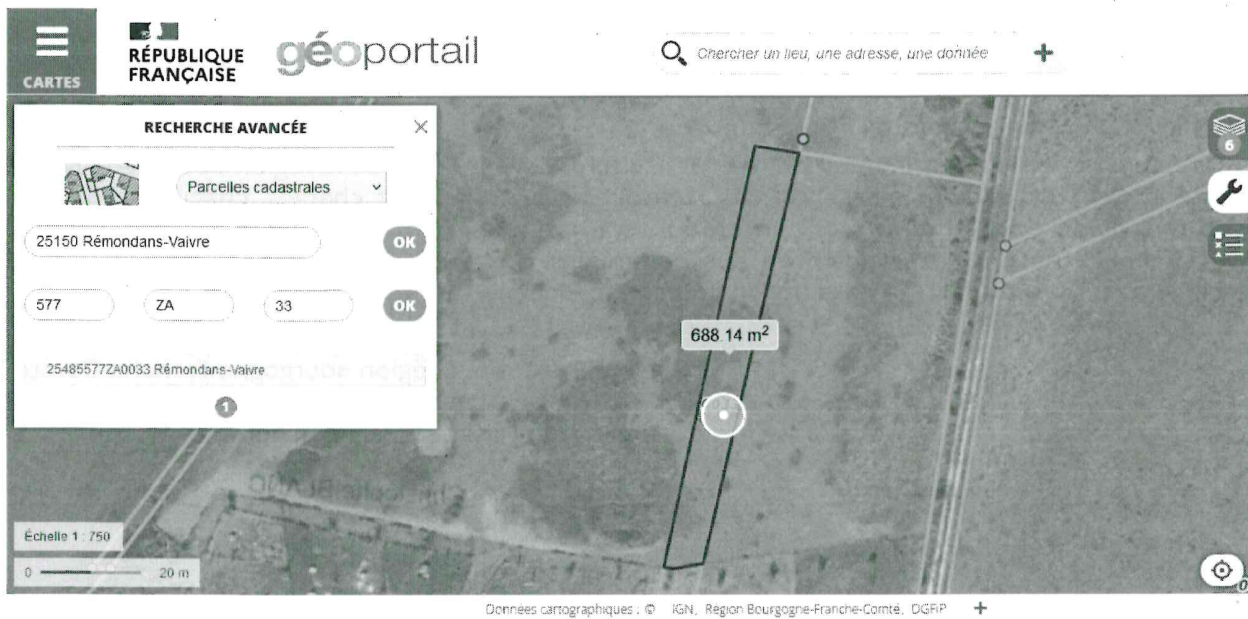 CARTES
RÉPUBLIQUE
FRANÇAISE
géoportail
Chercher un lieu, une adresse, une donnée
RECHERCHE AVANCÉE
Parcelles cadastrales
25150 Rémondans-Vaivre
OK
577
ZA
33
OK
25485577ZA0033 Rémondans-Vaivre
1
6
688.14 m²
Échelle 1 : 750
0
20 m
Données cartographiques : © IGN, Région Bourgogne-Franche-Comté, DGFiP